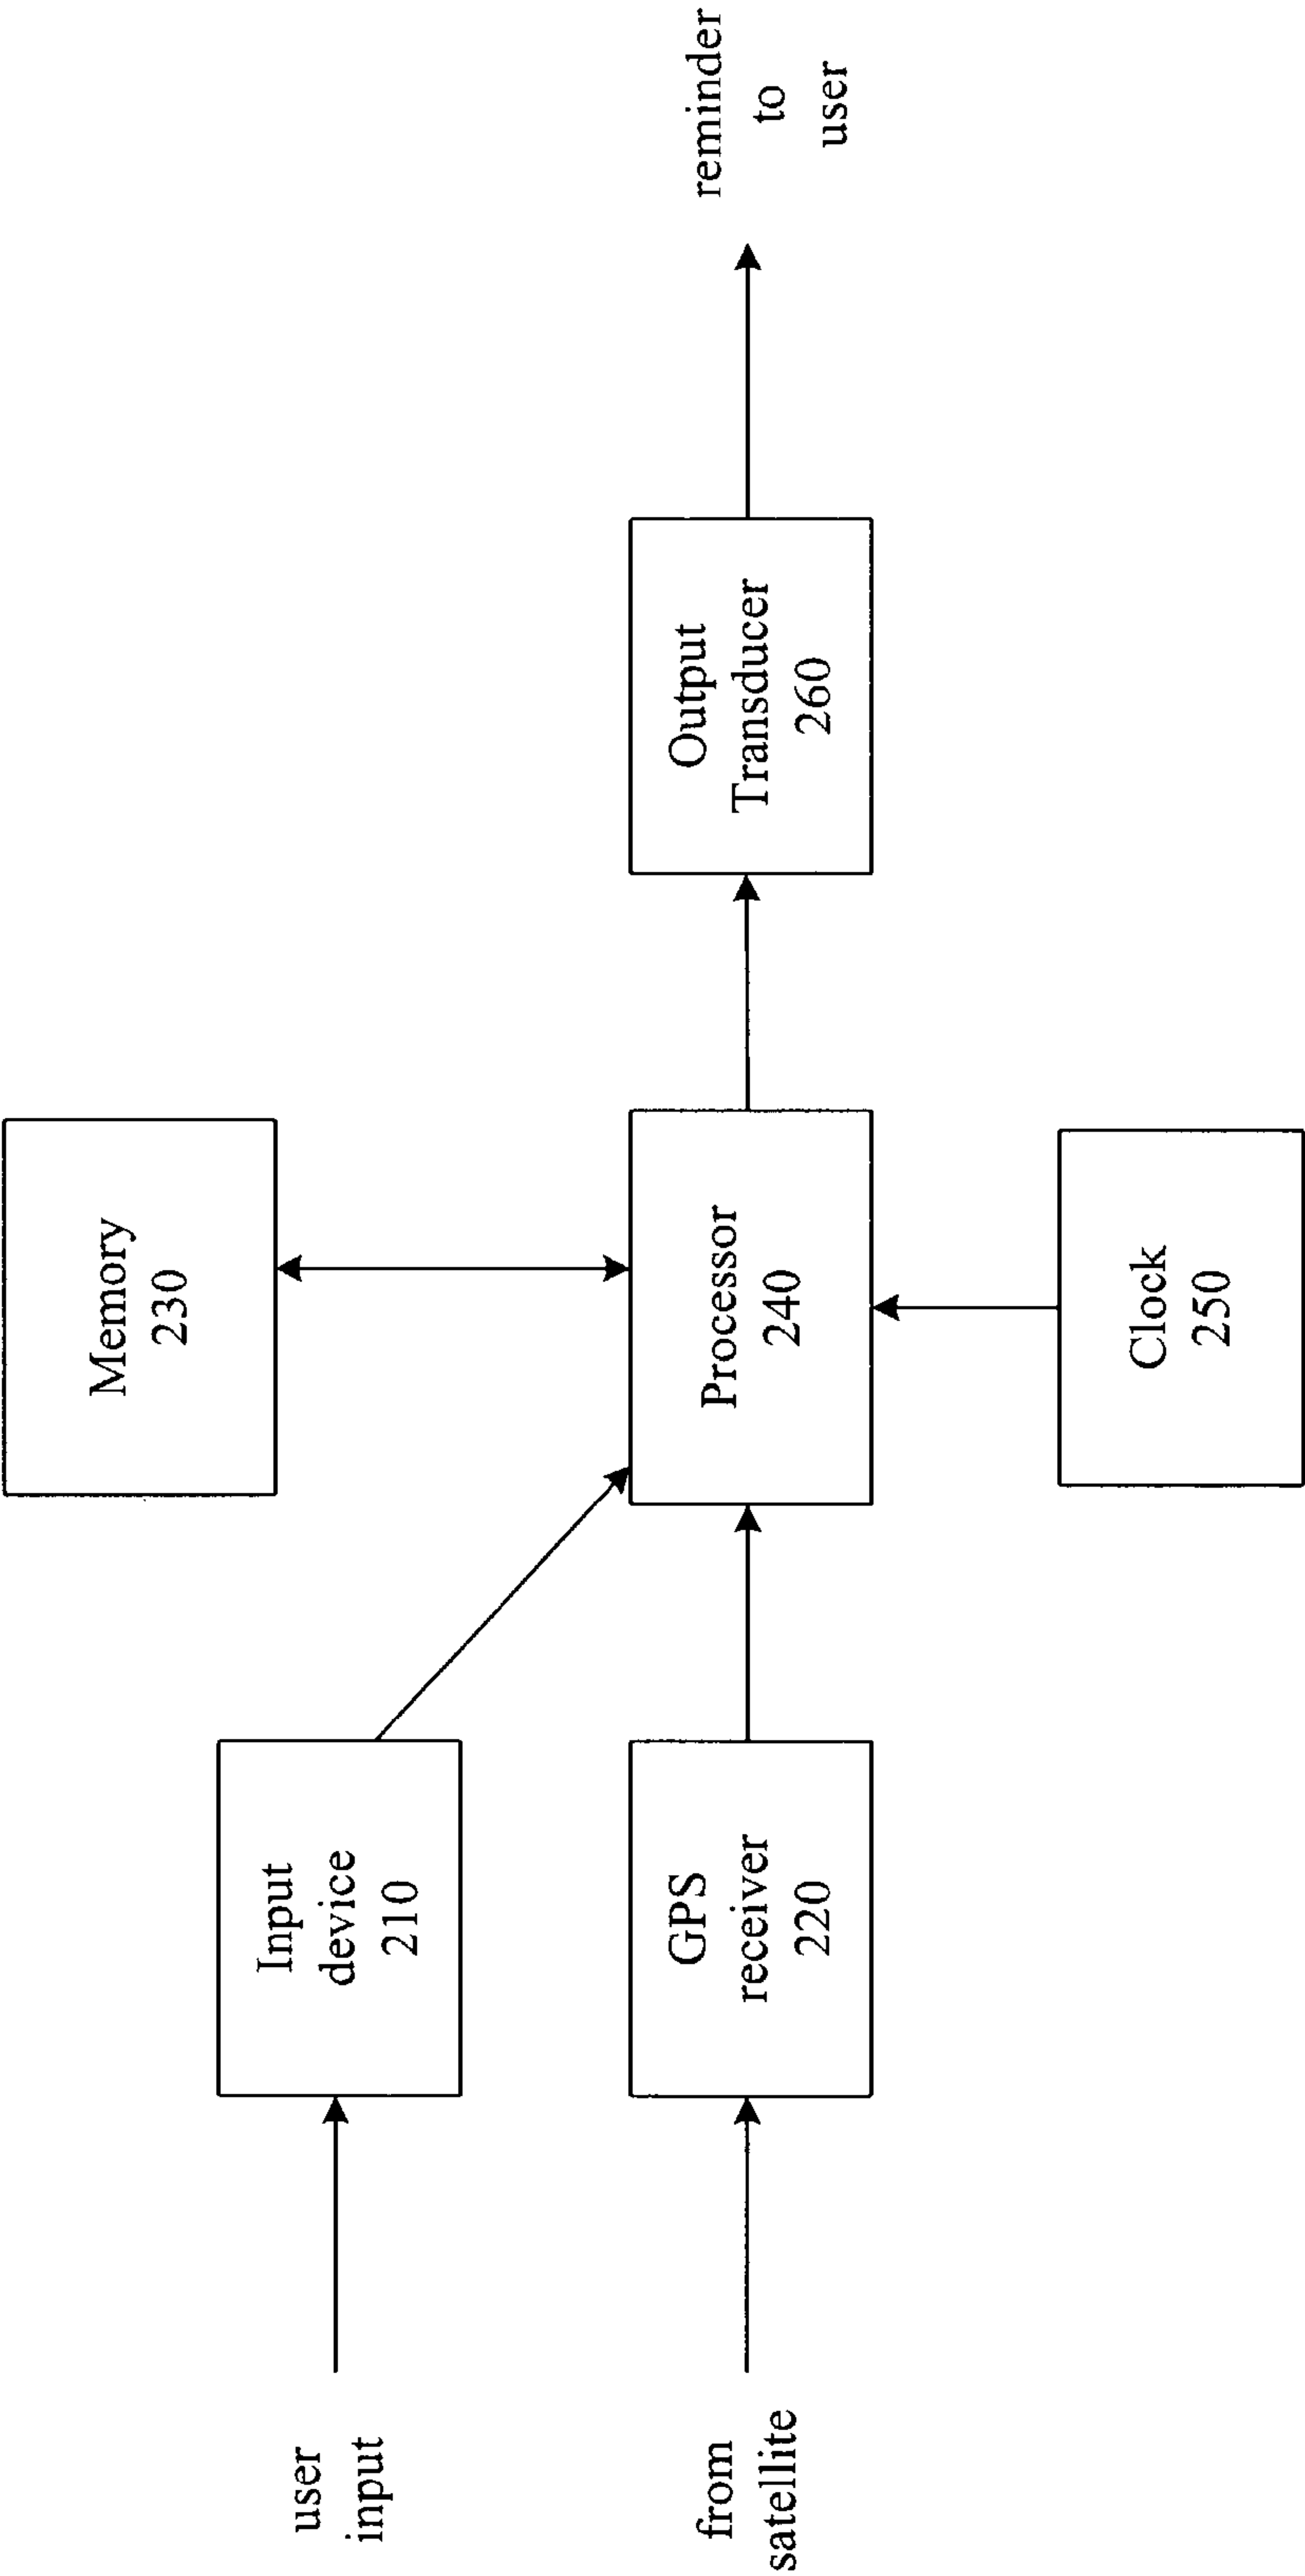 Memory
230
user
input
Input
device
210
from
satellite
GPS
receiver
220
Processor
240
Output
Transducer
260
reminder
to
user
Clock
250